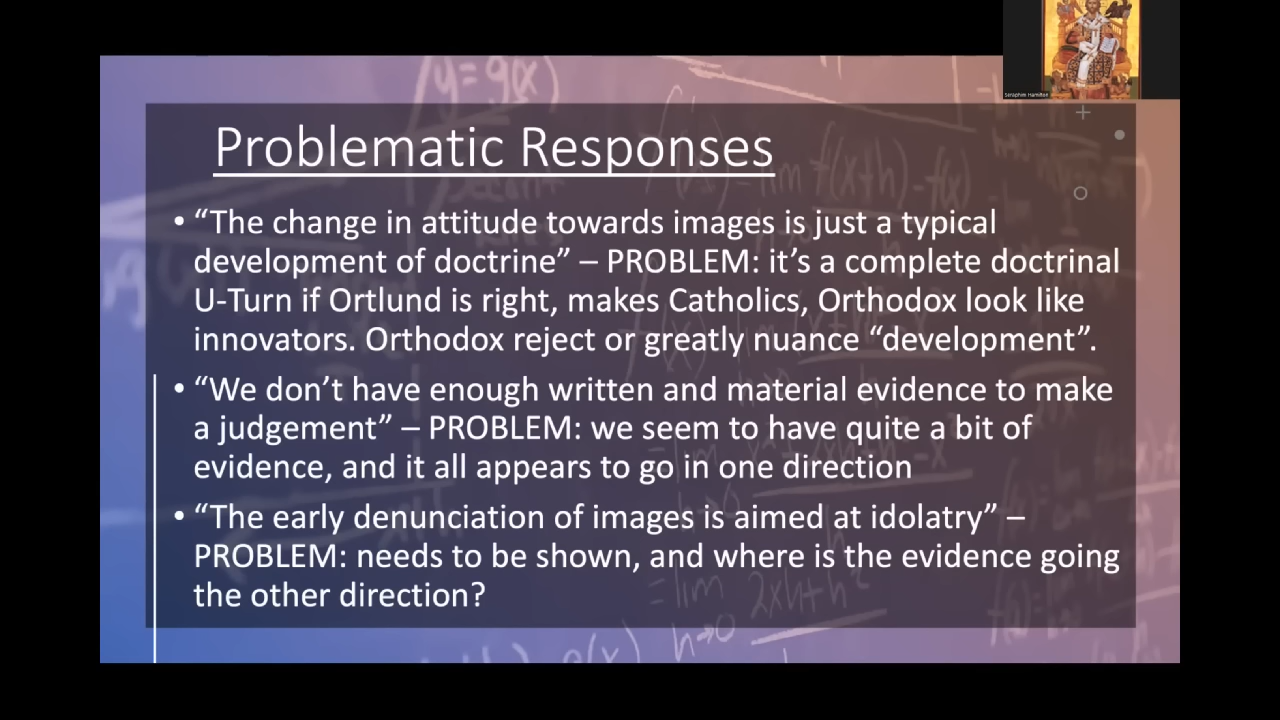 Seraphim Hamilton
Problematic Responses
• “The change in attitude towards images is just a typical
development of doctrine” – PROBLEM: it’s a complete doctrinal
U-Turn if Ortlund is right, makes Catholics, Orthodox look like
innovators. Orthodox reject or greatly nuance “development”.
• “We don’t have enough written and material evidence to make
a judgement” – PROBLEM: we seem to have quite a bit of
evidence, and it all appears to go in one direction
• “The early denunciation of images is aimed at idolatry” –
PROBLEM: needs to be shown, and where is the evidence going
the other direction?
y=g(x)